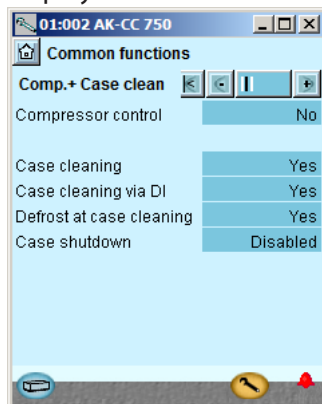 01:002 AK-CC 750
Common functions
Comp.+ Case clean
Compressor control No
Case cleaning Yes
Case cleaning via DI Yes
Defrost at case cleaning Yes
Case shutdown Disabled